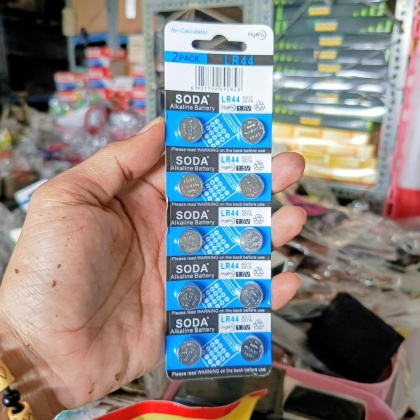 for Calculator
Hg0%
2 PACK LR44
SODA
Alkaline Battery
LR44
1.5V
Please read WARNING on the back before use
SODA
Alkaline Battery
LR44
1.5V
Please read WARNING on the back before use
SODA
Alkaline Battery
LR44
1.5V
Please read WARNING on the back before use
SODA
Alkaline Battery
LR44
1.5V
Please read WARNING on the back before use
SODA
Alkaline Battery
LR44
1.5V
Please read WARNING on the back before use